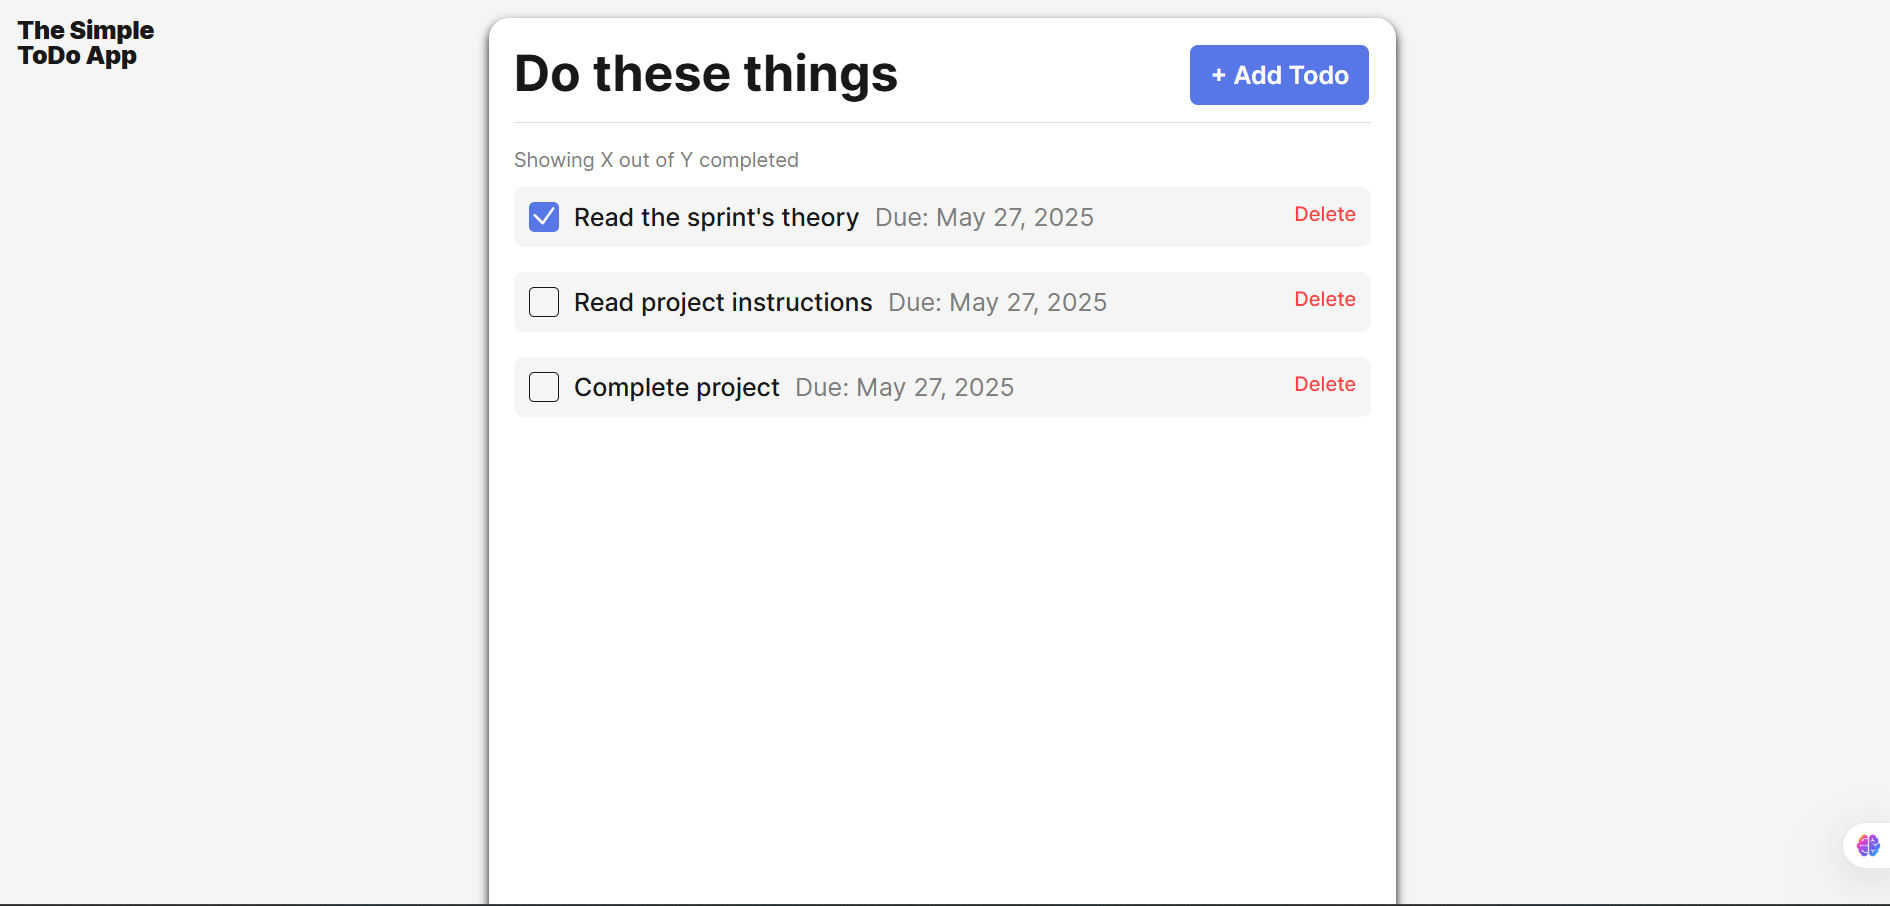 The Simple
ToDo App
Do these things
+ Add Todo
Showing X out of Y completed
Read the sprint's theory Due: May 27, 2025 Delete
Read project instructions Due: May 27, 2025 Delete
Complete project Due: May 27, 2025 Delete